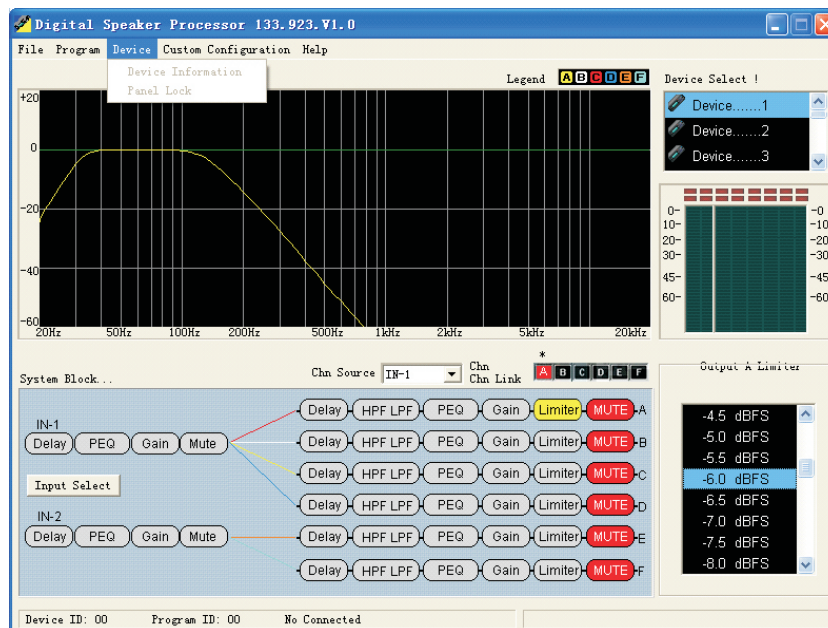 Digital Speaker Processor 133.923.V1.0
File Program Device Custom Configuration Help
Device Information
Panel Lock
Legend A B C D E F
Device Select !
Device.......1
Device.......2
Device.......3
+20
0
-20
-40
-60
20Hz 50Hz 100Hz 200Hz 500Hz 1kHz 2kHz 5kHz 20kHz
0- -0
10- -10
20- -20
30- -30
45- -45
60- -60
System Block...
Chn Source IN-1
Chn
Chn Link
* A B C D E F
IN-1
Delay PEQ Gain Mute
Input Select
IN-2
Delay PEQ Gain Mute
Delay HPF LPF PEQ Gain Limiter MUTE A
Delay HPF LPF PEQ Gain Limiter MUTE B
Delay HPF LPF PEQ Gain Limiter MUTE C
Delay HPF LPF PEQ Gain Limiter MUTE D
Delay HPF LPF PEQ Gain Limiter MUTE E
Delay HPF LPF PEQ Gain Limiter MUTE F
Output A Limiter
-4.5 dBFS
-5.0 dBFS
-5.5 dBFS
-6.0 dBFS
-6.5 dBFS
-7.0 dBFS
-7.5 dBFS
-8.0 dBFS
Device ID: 00 Program ID: 00 No Connected